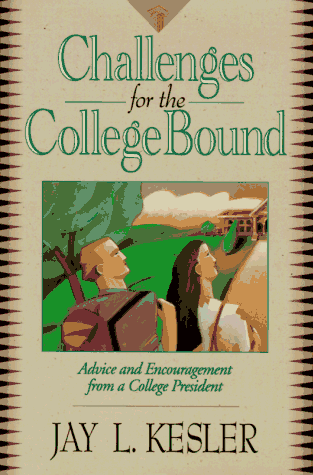 Challenges
for the
College Bound
Advice and Encouragement
from a College President
JAY L. KESLER